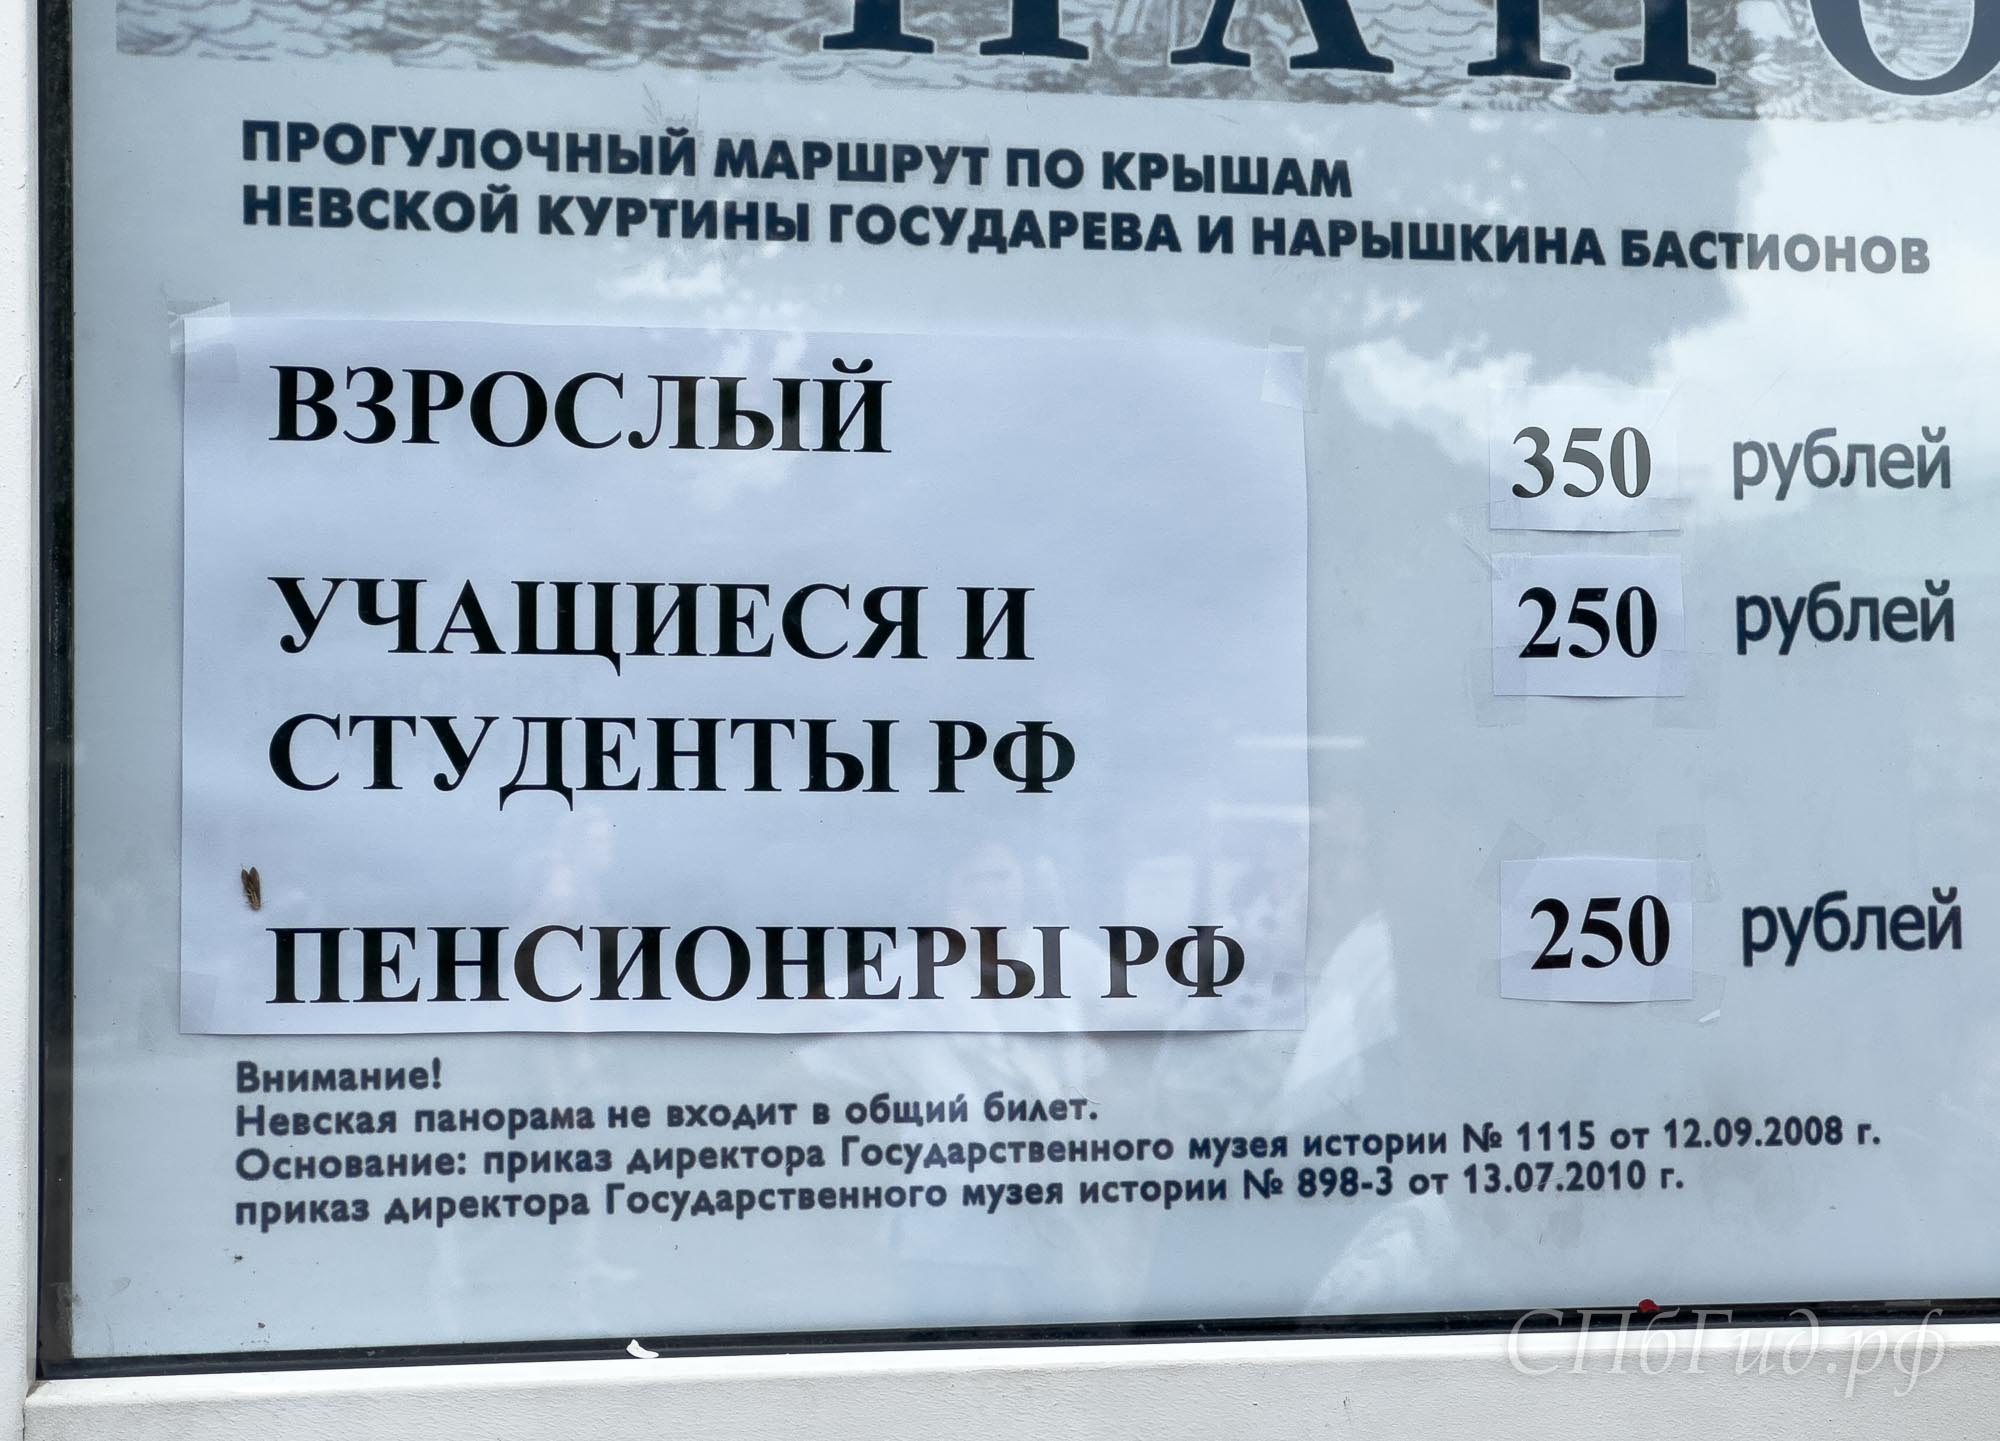 ПРОГУЛОЧНЫЙ МАРШРУТ ПО КРЫШАМ
НЕВСКОЙ КУРТИНЫ ГОСУДАРЕВА И НАРЫШКИНА БАСТИОНОВ
ВЗРОСЛЫЙ 350 рублей
УЧАЩИЕСЯ И 250 рублей
СТУДЕНТЫ РФ
ПЕНСИОНЕРЫ РФ 250 рублей
Внимание!
Невская панорама не входит в общий билет.
Основание: приказ директора Государственного музея истории № 1115 от 12.09.2008 г.
приказ директора Государственного музея истории № 898-3 от 13.07.2010 г.
СПбГид.рф